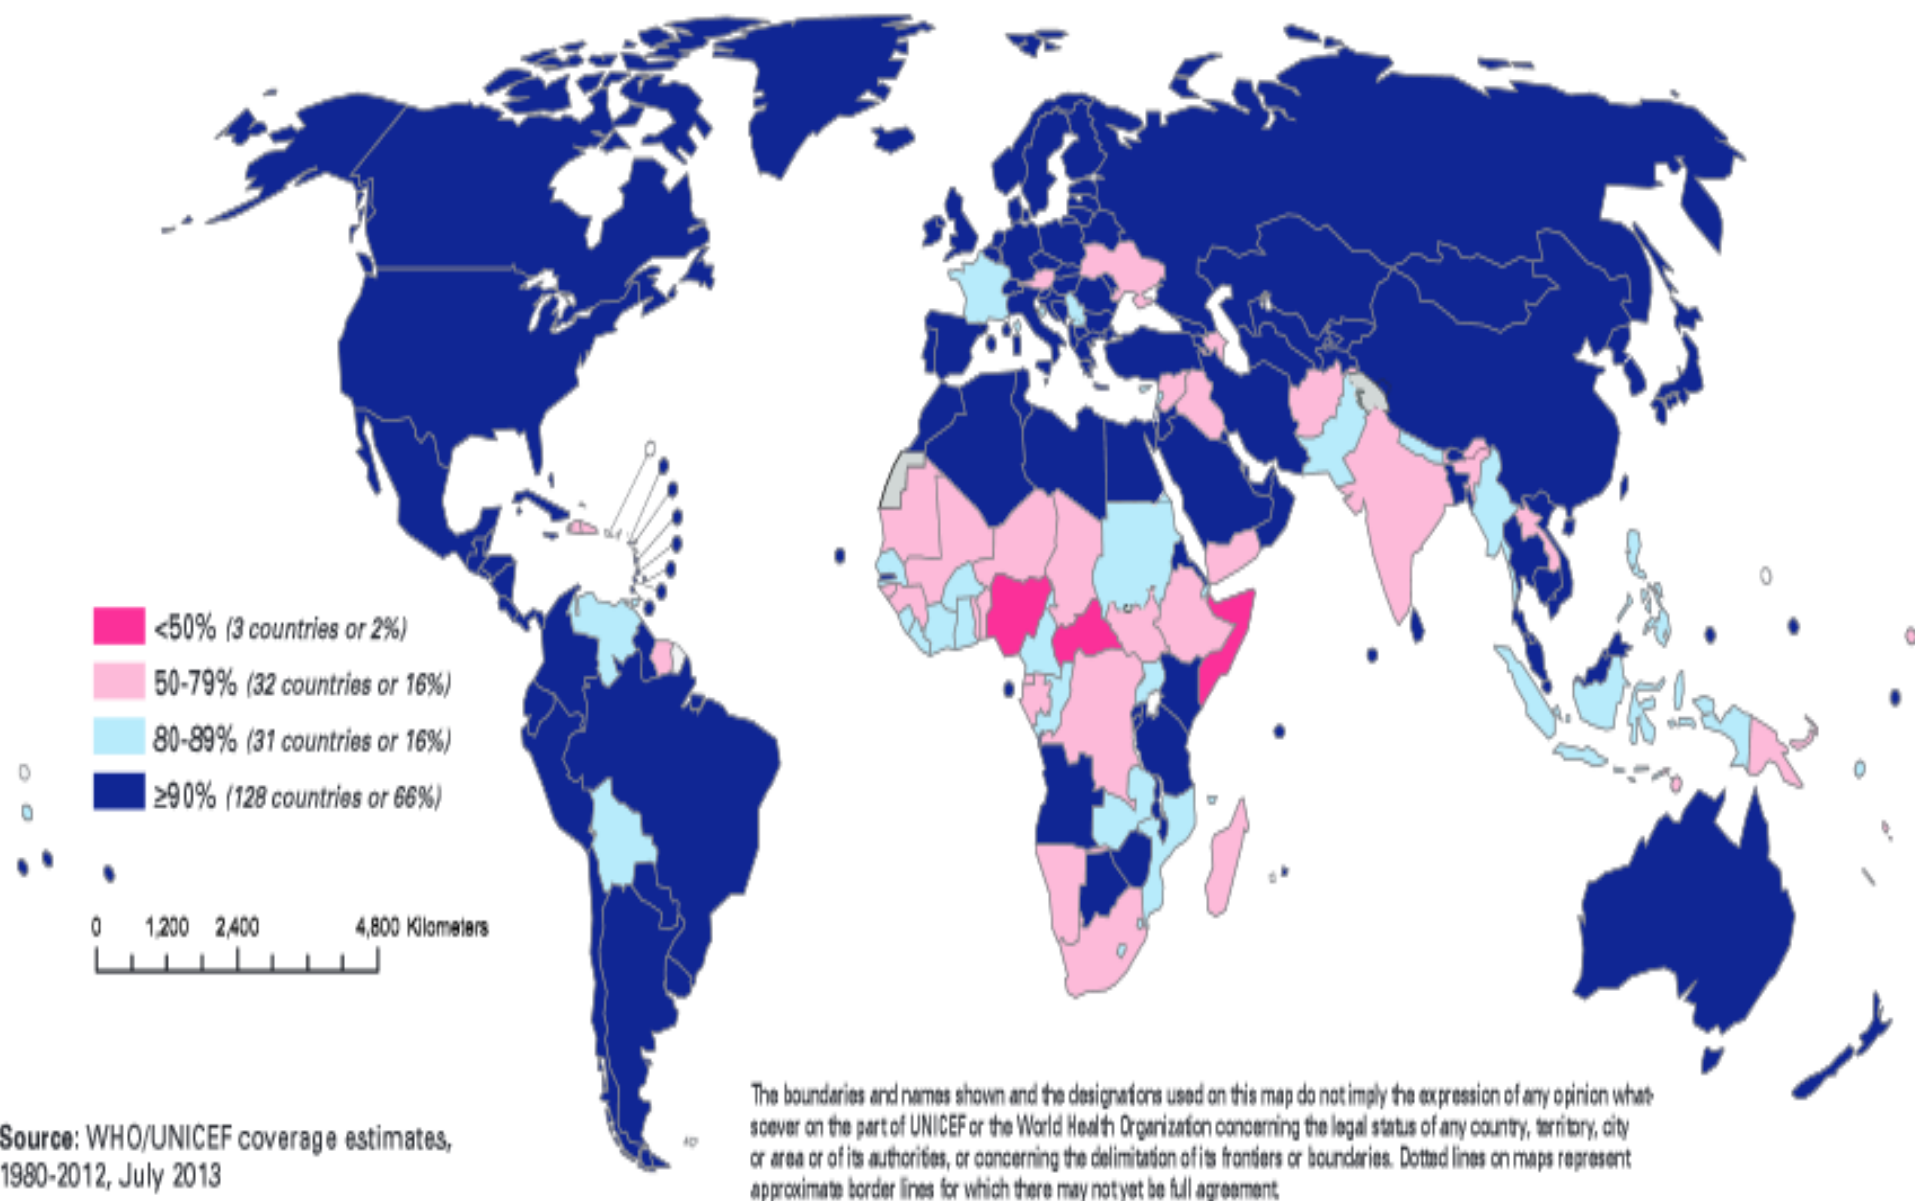 <50% (3 countries or 2%)
50-79% (32 countries or 16%)
80-89% (31 countries or 16%)
≥90% (128 countries or 66%)
0 1,200 2,400 4,800 Kilometers
Source: WHO/UNICEF coverage estimates,
1980-2012, July 2013
The boundaries and names shown and the designations used on this map do not imply the expression of any opinion what-
soever on the part of UNICEF or the World Health Organization concerning the legal status of any country, territory, city
or area or of its authorities, or concerning the delimitation of its frontiers or boundaries. Dotted lines on maps represent
approximate border lines for which there may not yet be full agreement.